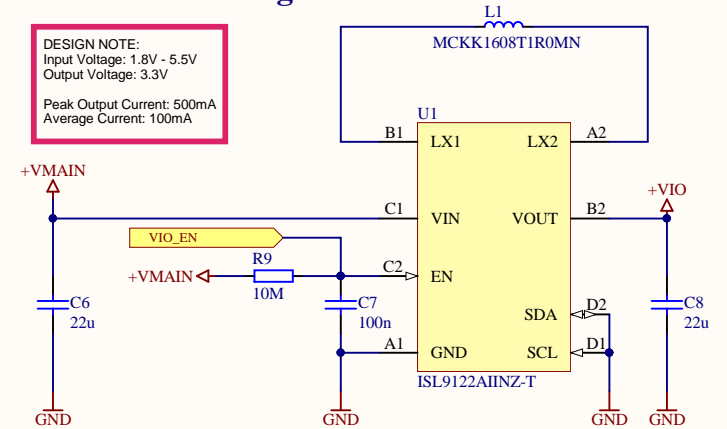 L1
MCKK1608T1R0MN
DESIGN NOTE:
Input Voltage: 1.8V - 5.5V
Output Voltage: 3.3V
Peak Output Current: 500mA
Average Current: 100mA
U1
B1
LX1
LX2
A2
+VMAIN
+VIO
C1
VIN
VOUT
B2
VIO_EN
R9
+VMAIN
10M
C2
EN
C6
22u
C7
100n
SDA
D2
C8
22u
A1
GND
SCL
D1
ISL9122AIINZ-T
GND
GND
GND
GND